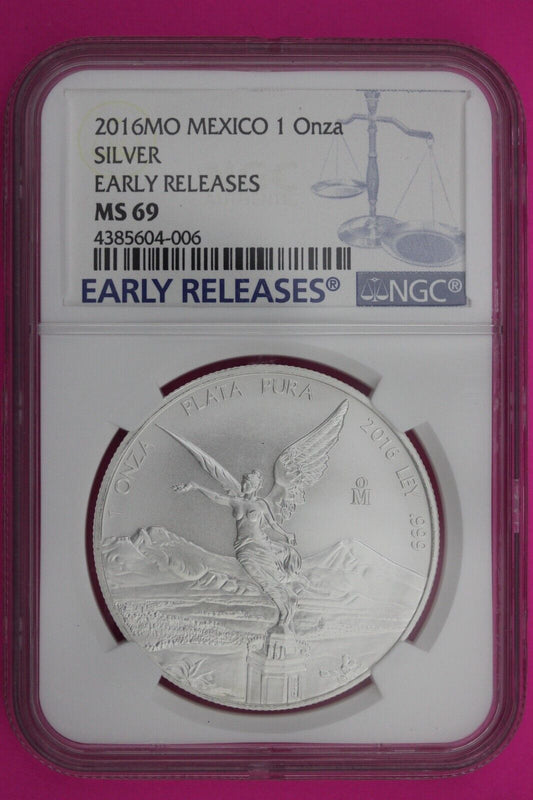 2016MO MEXICO 1 Onza
SILVER
EARLY RELEASES
MS 69
4385604-006
EARLY RELEASES®
NGC®
1 ONZA PLATA PURA 2016 LEY .999
M